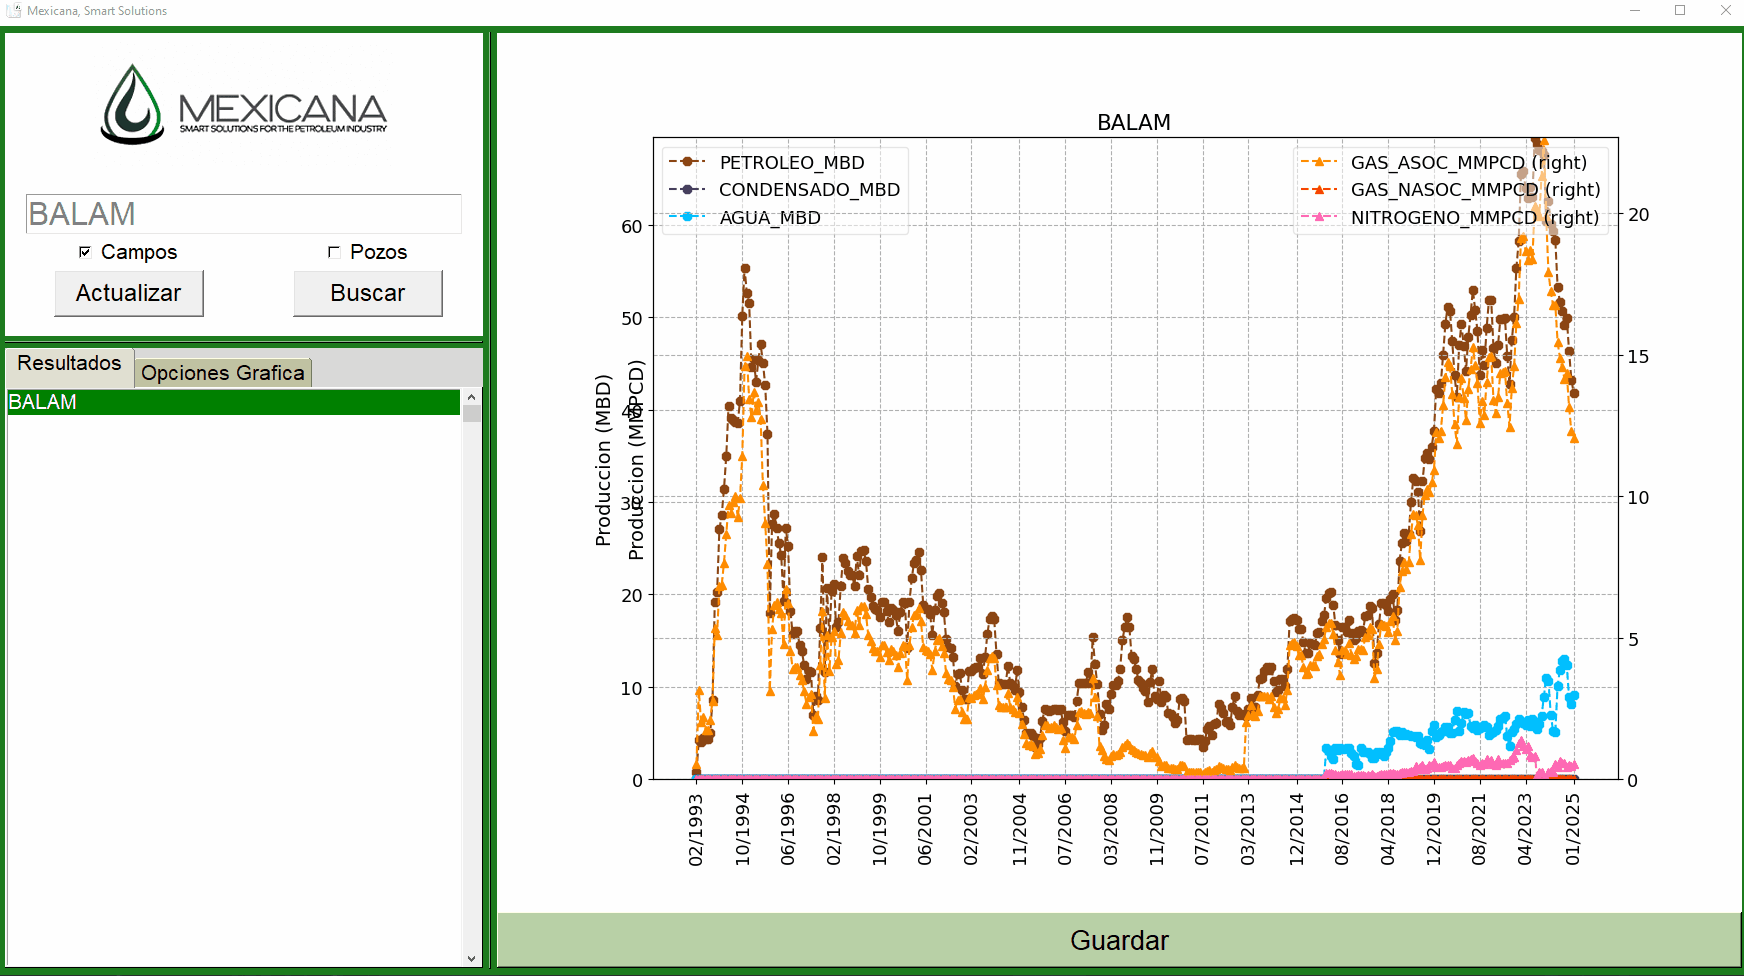 Mexicana, Smart Solutions
MEXICANA
SMART SOLUTIONS FOR THE PETROLEUM INDUSTRY
BALAM
Campos
Pozos
Actualizar
Buscar
Resultados
Opciones Grafica
BALAM
BALAM
PETROLEO_MBD
CONDENSADO_MBD
AGUA_MBD
GAS_ASOC_MMPCD (right)
GAS_NASOC_MMPCD (right)
NITROGENO_MMPCD (right)
Produccion (MBD)
Produccion (MMPCD)
60
50
40
30
20
10
0
20
15
10
5
0
02/1993
10/1994
06/1996
02/1998
10/1999
06/2001
02/2003
11/2004
07/2006
03/2008
11/2009
07/2011
03/2013
12/2014
08/2016
04/2018
12/2019
08/2021
04/2023
01/2025
Guardar